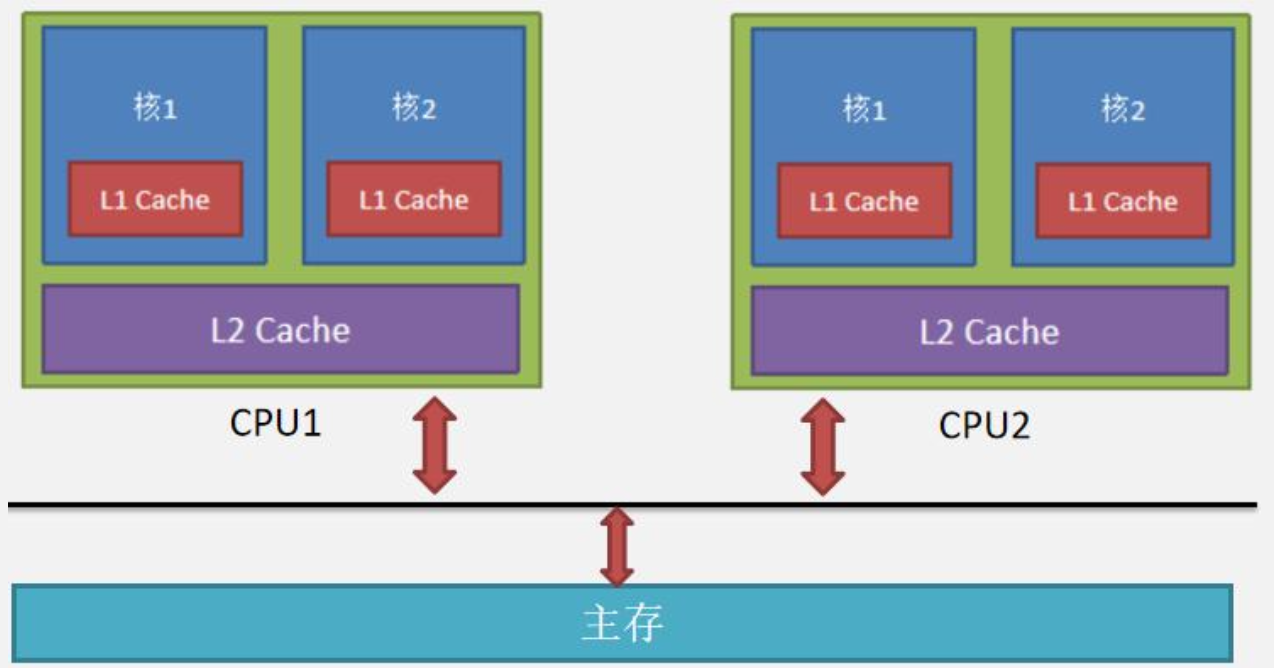 核1
核2
L1 Cache
L1 Cache
L2 Cache
CPU1
核1
核2
L1 Cache
L1 Cache
L2 Cache
CPU2
主存